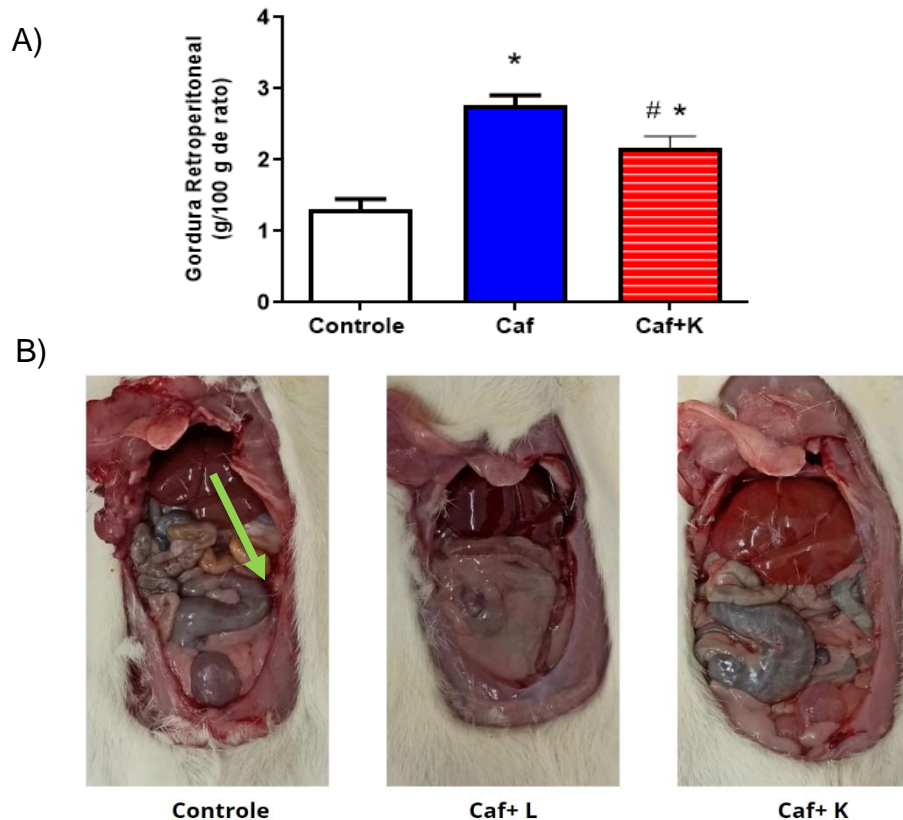 A)
Gordura Retroperitoneal
(g/100 g de rato)
4
3
2
1
0
*
# *
Controle
Caf
Caf+K
B)
Controle
Caf+ L
Caf+ K